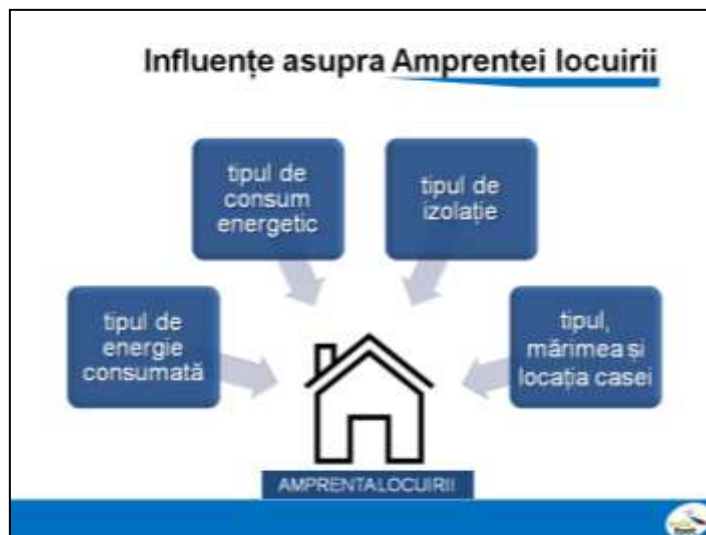 Influențe asupra Amprentei locuirii
tipul de
consum
energetic
tipul de
izolație
tipul de
energie
consumată
tipul,
mărimea și
locația casei
AMPRENTA LOCUIRII